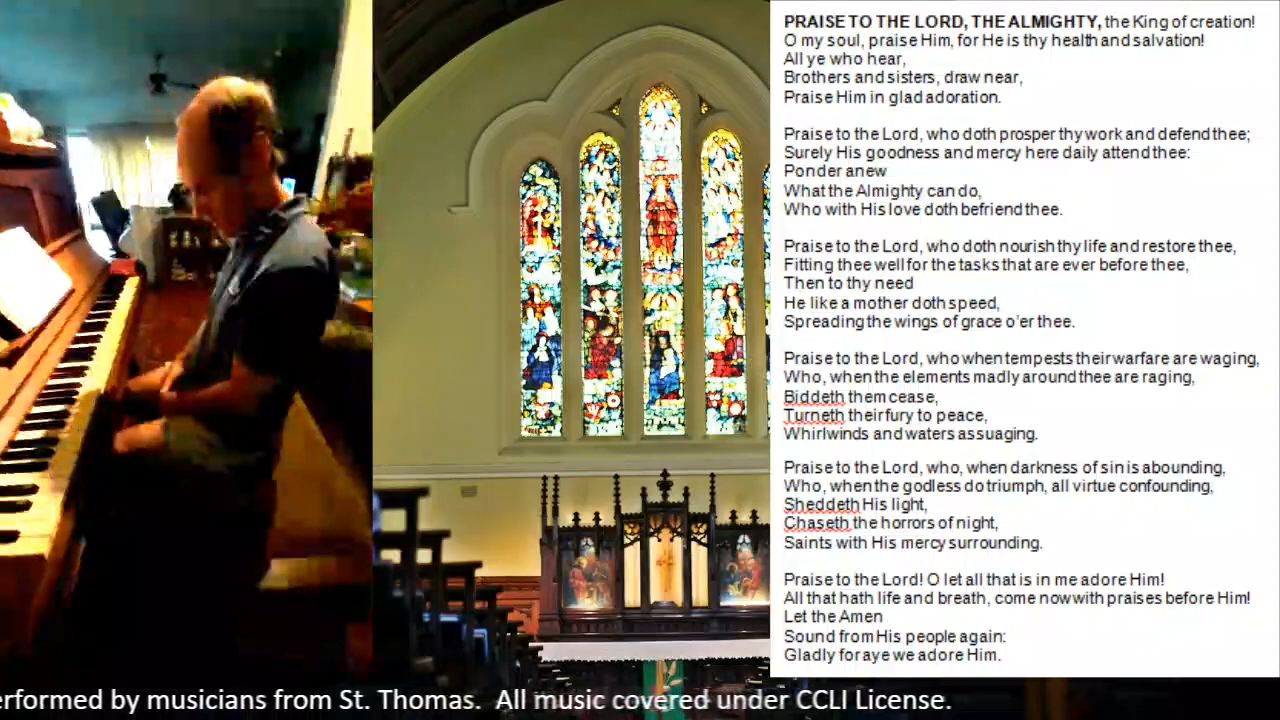 PRAISE TO THE LORD, THE ALMIGHTY, the King of creation!
O my soul, praise Him, for He is thy health and salvation!
All ye who hear,
Brothers and sisters, draw near,
Praise Him in glad adoration.
Praise to the Lord, who doth prosper thy work and defend thee;
Surely His goodness and mercy here daily attend thee:
Ponder anew
What the Almighty can do,
Who with His love doth befriend thee.
Praise to the Lord, who doth nourish thy life and restore thee,
Fitting thee well for the tasks that are ever before thee,
Then to thy need
He like a mother doth speed,
Spreading the wings of grace o'er thee.
Praise to the Lord, who when tempests their warfare are waging,
Who, when the elements madly around thee are raging,
Biddeth them cease,
Turneth their fury to peace,
Whirlwinds and waters assuaging.
Praise to the Lord, who, when darkness of sin is abounding,
Who, when the godless do triumph, all virtue confounding,
Sheddeth His light,
Chaseth the horrors of night,
Saints with His mercy surrounding.
Praise to the Lord! O let all that is in me adore Him!
All that hath life and breath, come now with praises before Him!
Let the Amen
Sound from His people again:
Gladly for aye we adore Him.
erformed by musicians from St. Thomas. All music covered under CCLI License.